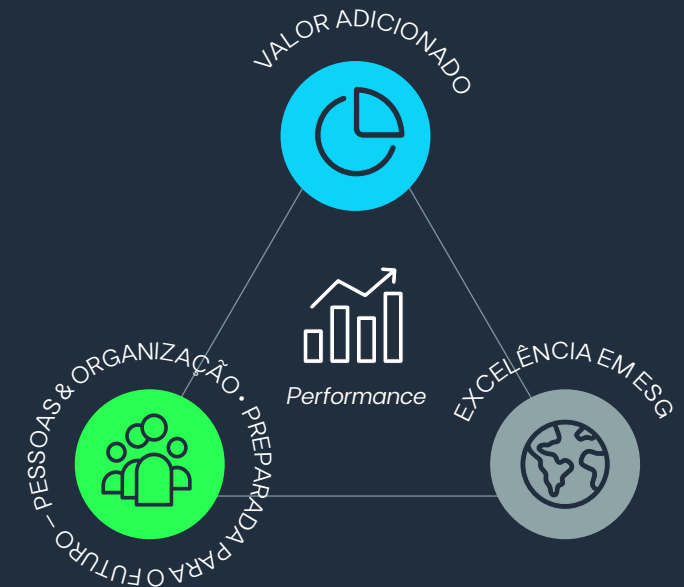 VALOR ADICIONADO
Performance
PESSOAS & ORGANIZAÇÃO • PREPARADA PARA O FUTURO –
EXCELÊNCIA EM ESG